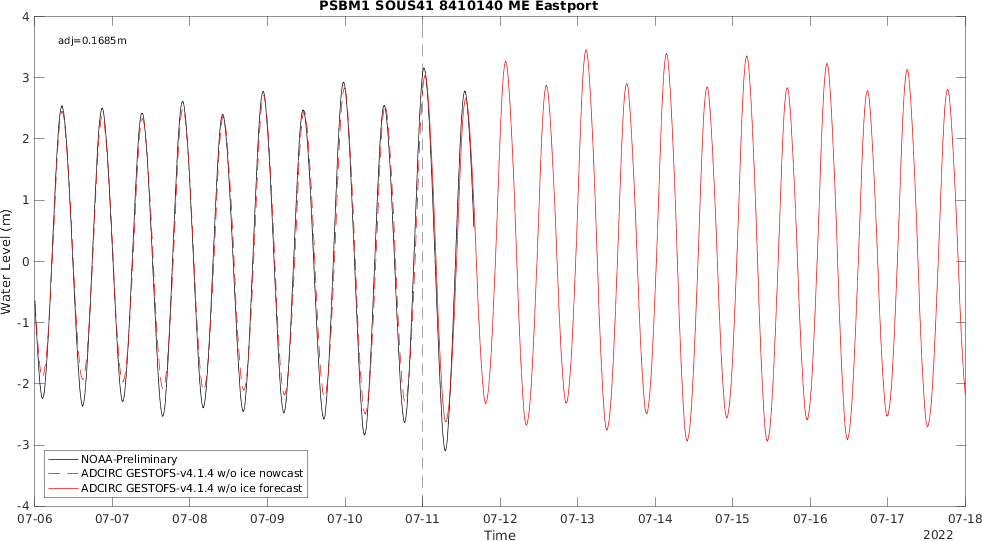 PSBM1 SOUS41 8410140 ME Eastport
adj=0.1685m
4
3
2
1
0
-1
-2
-3
-4
Water Level (m)
NOAA-Preliminary
ADCIRC GESTOFS-v4.1.4 w/o ice nowcast
ADCIRC GESTOFS-v4.1.4 w/o ice forecast
07-06 07-07 07-08 07-09 07-10 07-11 07-12 07-13 07-14 07-15 07-16 07-17 07-18
Time
2022